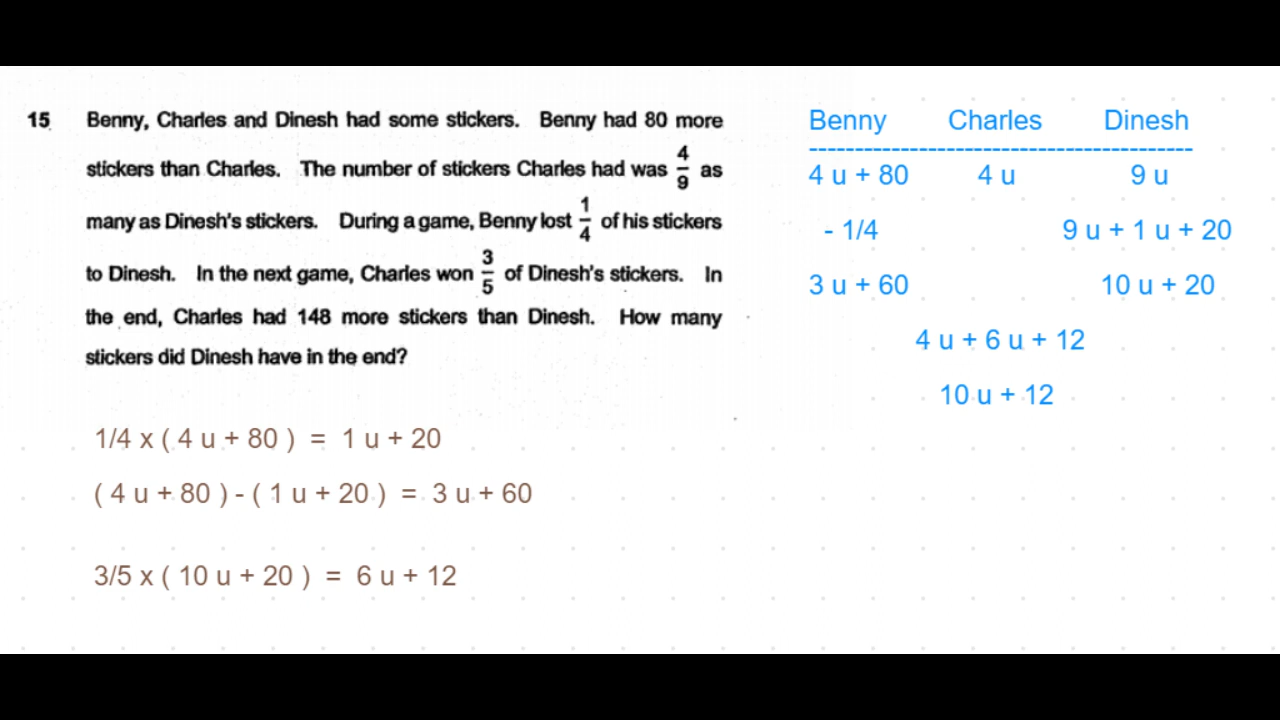 15 Benny, Charles and Dinesh had some stickers. Benny had 80 more
stickers than Charles. The number of stickers Charles had was 4/9 as
many as Dinesh's stickers. During a game, Benny lost 1/4 of his stickers
to Dinesh. In the next game, Charles won 3/5 of Dinesh's stickers. In
the end, Charles had 148 more stickers than Dinesh. How many
stickers did Dinesh have in the end?
Benny Charles Dinesh
------------------------------------------
4 u + 80 4 u 9 u
- 1/4 9 u + 1 u + 20
3 u + 60 10 u + 20
4 u + 6 u + 12
10 u + 12
1/4 x ( 4 u + 80 ) = 1 u + 20
( 4 u + 80 ) - ( 1 u + 20 ) = 3 u + 60
3/5 x ( 10 u + 20 ) = 6 u + 12